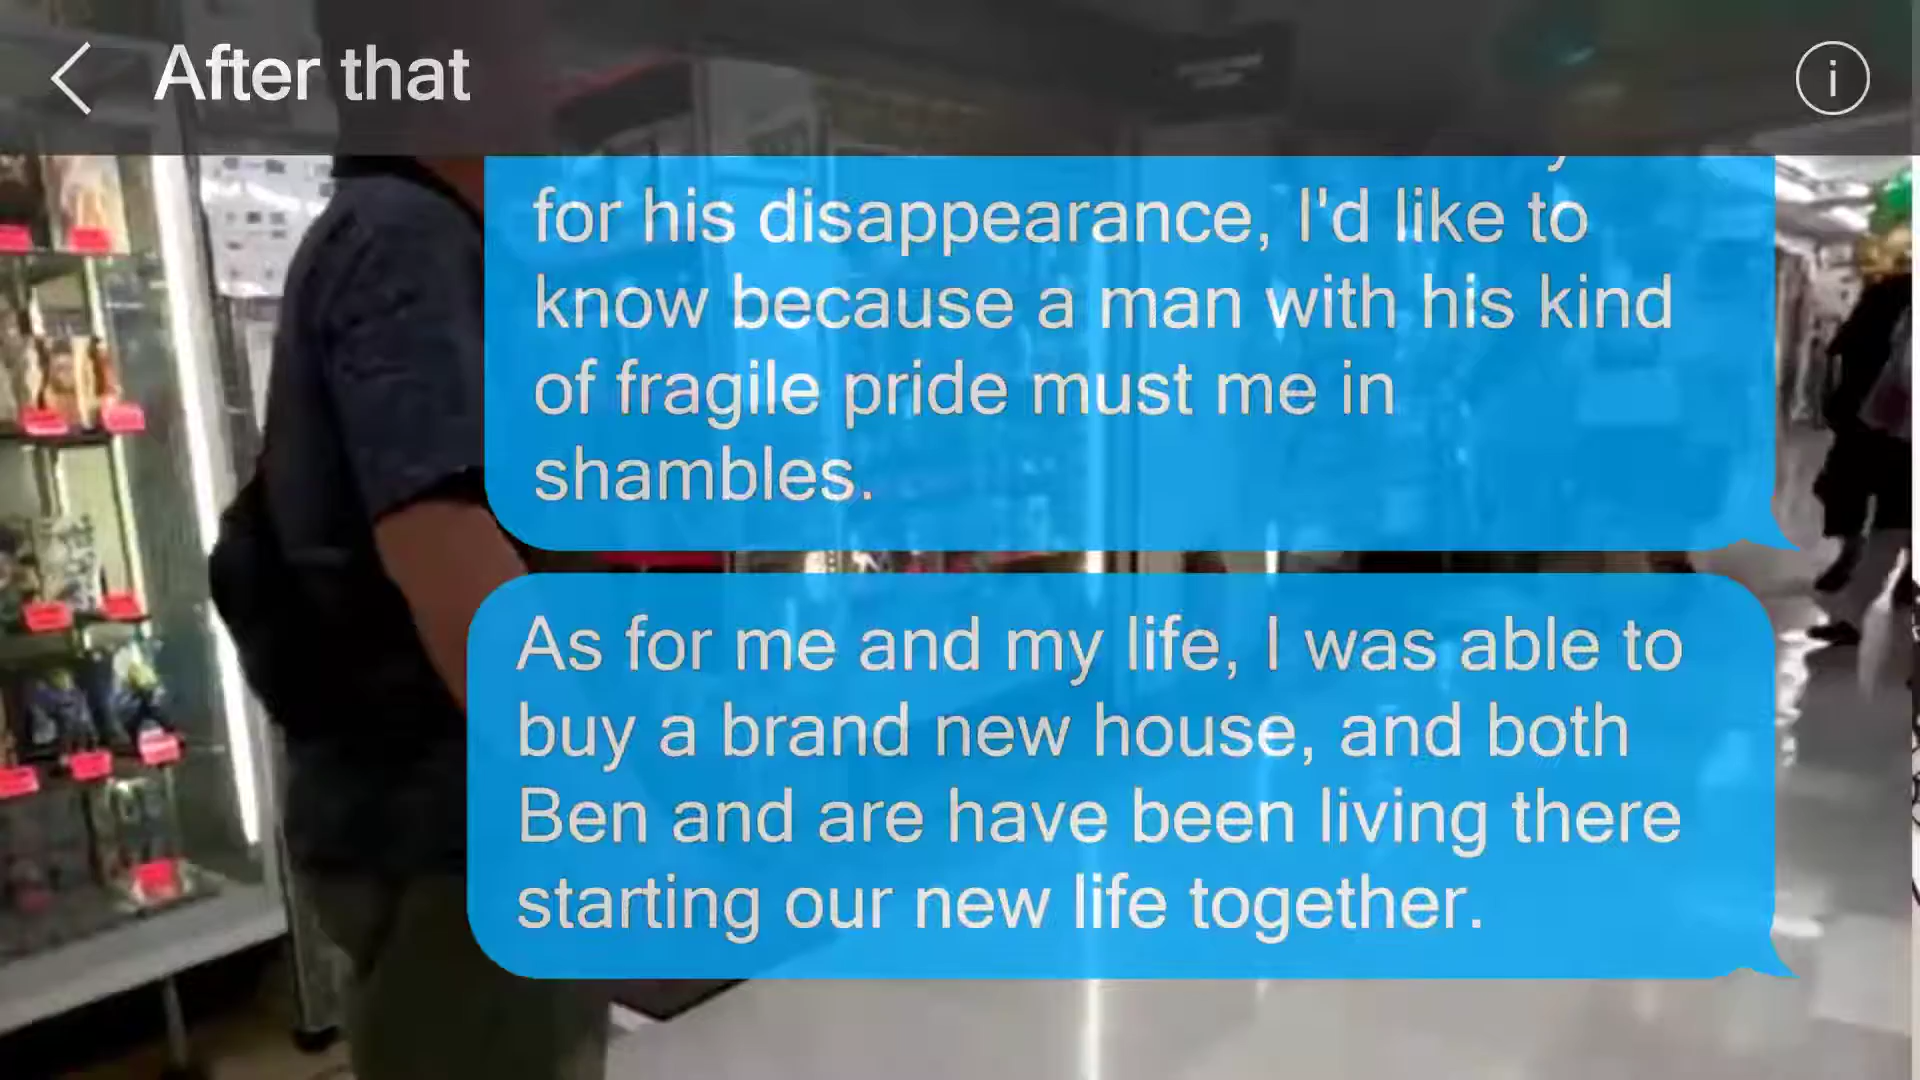 After that
for his disappearance, I'd like to
know because a man with his kind
of fragile pride must me in
shambles.
As for me and my life, I was able to
buy a brand new house, and both
Ben and are have been living there
starting our new life together.